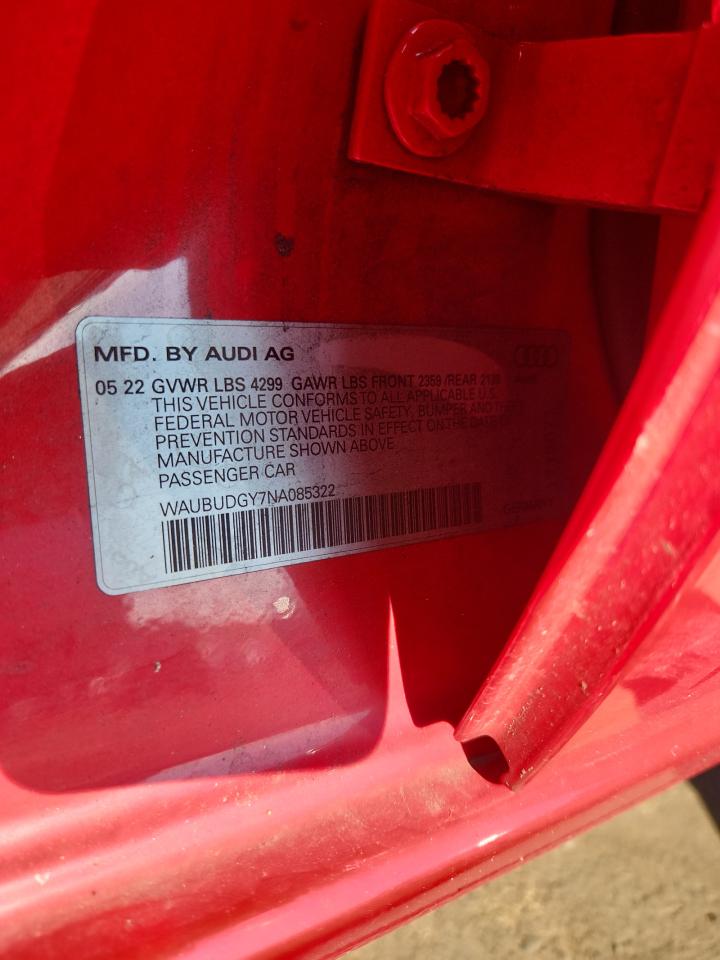 MFD. BY AUDI AG
05 22 GVWR LBS 4299 GAWR LBS FRONT 2359 /REAR
THIS VEHICLE CONFORMS TO ALL APPLICABLE U.S.
FEDERAL MOTOR VEHICLE SAFETY, BUMPER AND THEFT
PREVENTION STANDARDS IN EFFECT ON THE DATE OF
MANUFACTURE SHOWN ABOVE
PASSENGER CAR
WAUBUDGY7NA085322